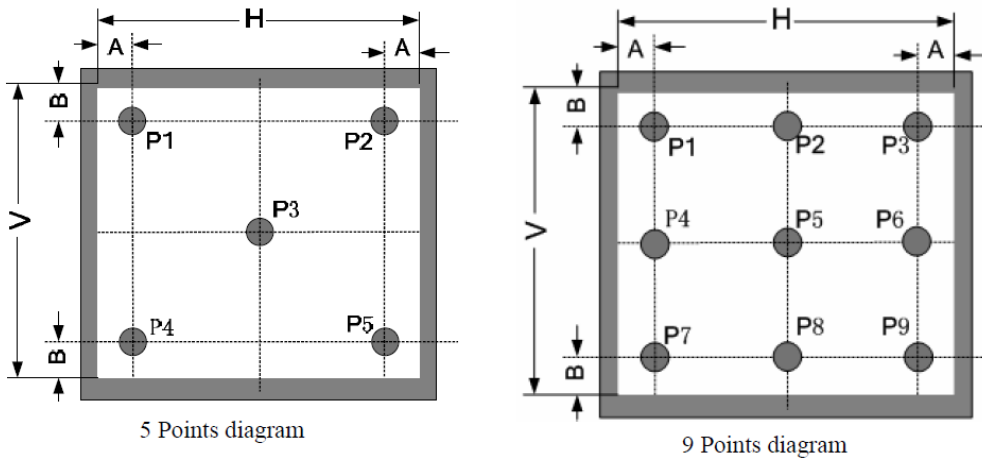 H
A
A
B
P1
P2
P3
V
P4
P5
B
5 Points diagram
H
A
A
B
P1
P2
P3
P4
P5
P6
V
P7
P8
P9
B
9 Points diagram